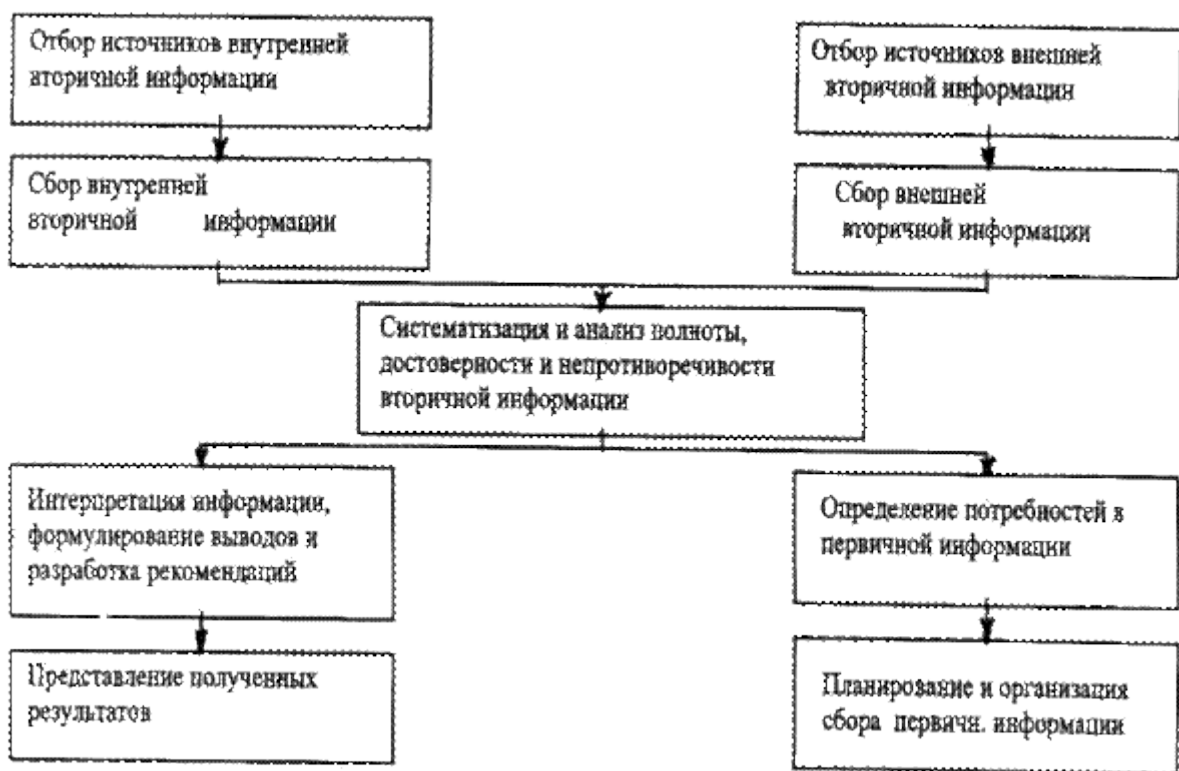 Отбор источников внутренней
вторичной информации
Отбор источников внешней
вторичной информации
Сбор внутренней
вторичной информации
Сбор внешней
вторичной информации
Систематизация и анализ полноты,
достоверности и непротиворечивости
вторичной информации
Интерпретация информации,
формулирование выводов и
разработка рекомендаций
Определение потребностей в
первичной информации
Представление полученных
результатов
Планирование и организация
сбора первичн. информации